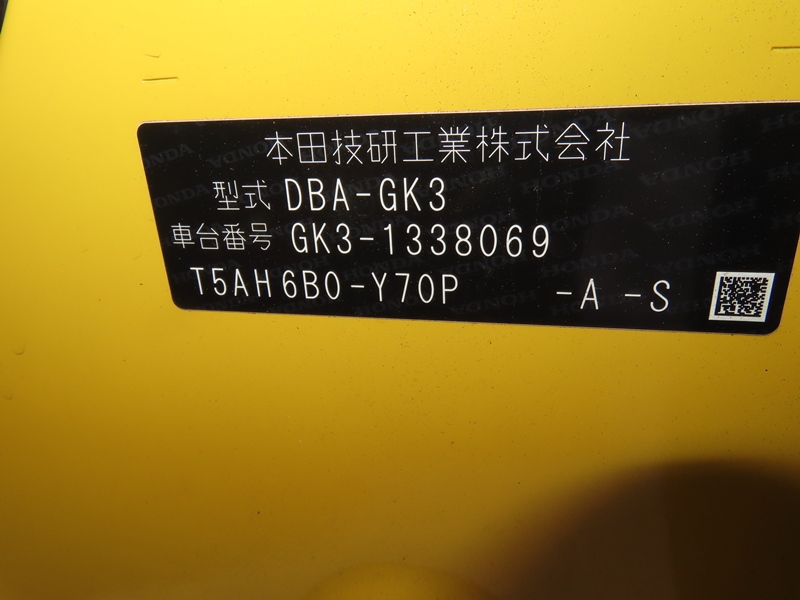 本田技研工業株式会社
型式 DBA-GK3
車台番号 GK3-1338069
T5AH6B0-Y70P -A -S